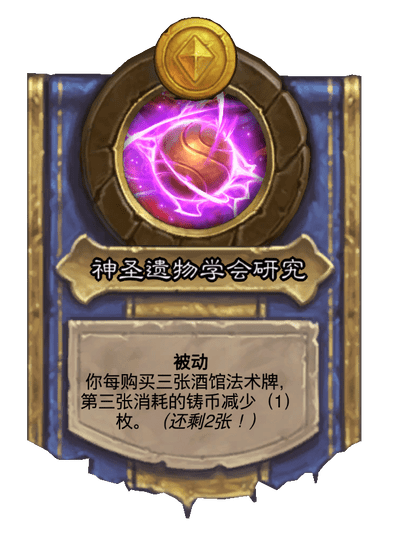 神圣遗物学会研究
被动
你每购买三张酒馆法术牌，
第三张消耗的铸币减少（1）
枚。（还剩2张！）